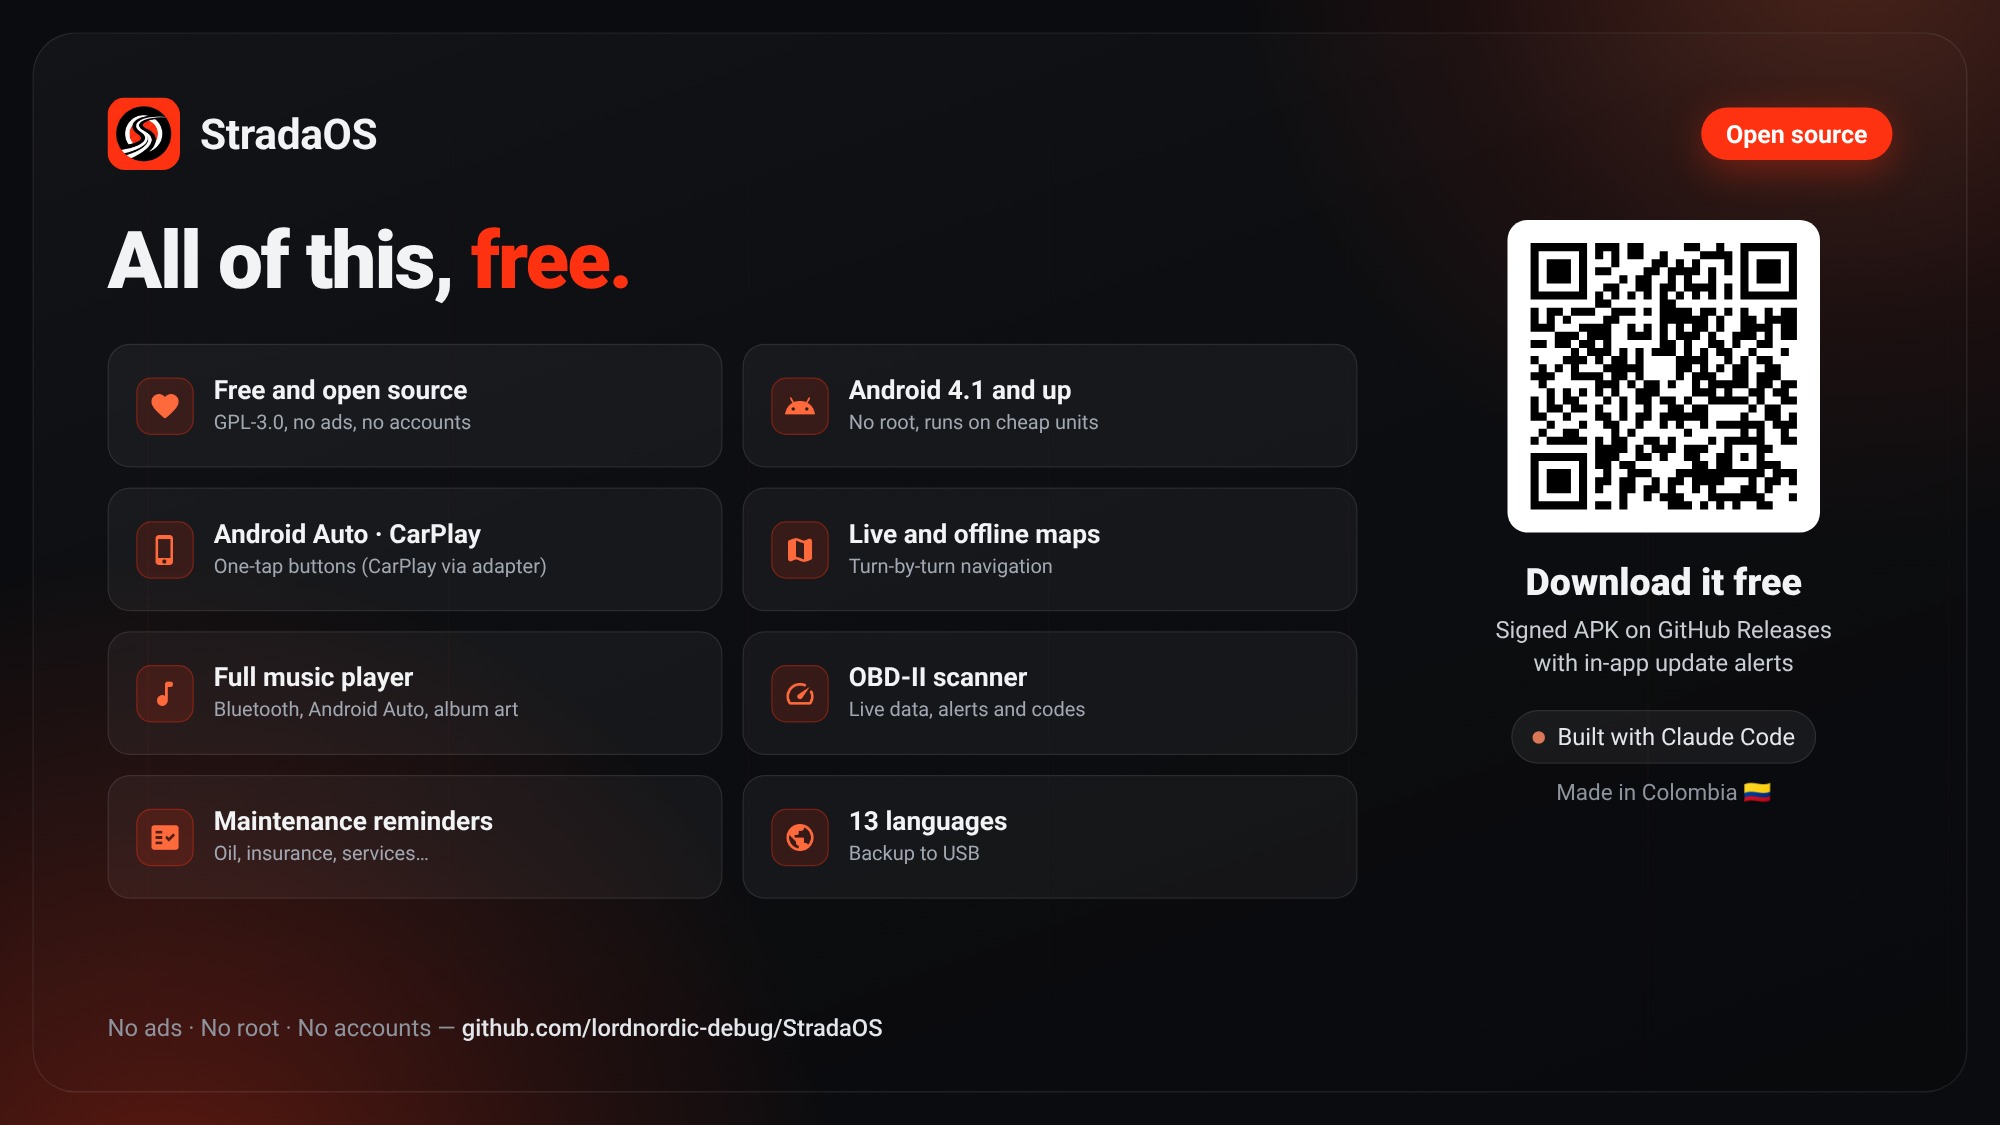 StradaOS
Open source
All of this, free.
Free and open source
GPL-3.0, no ads, no accounts
Android 4.1 and up
No root, runs on cheap units
Android Auto · CarPlay
One-tap buttons (CarPlay via adapter)
Live and offline maps
Turn-by-turn navigation
Full music player
Bluetooth, Android Auto, album art
OBD-II scanner
Live data, alerts and codes
Maintenance reminders
Oil, insurance, services…
13 languages
Backup to USB
Download it free
Signed APK on GitHub Releases
with in-app update alerts
Built with Claude Code
Made in Colombia 🇨🇴
No ads · No root · No accounts — github.com/lordnordic-debug/StradaOS